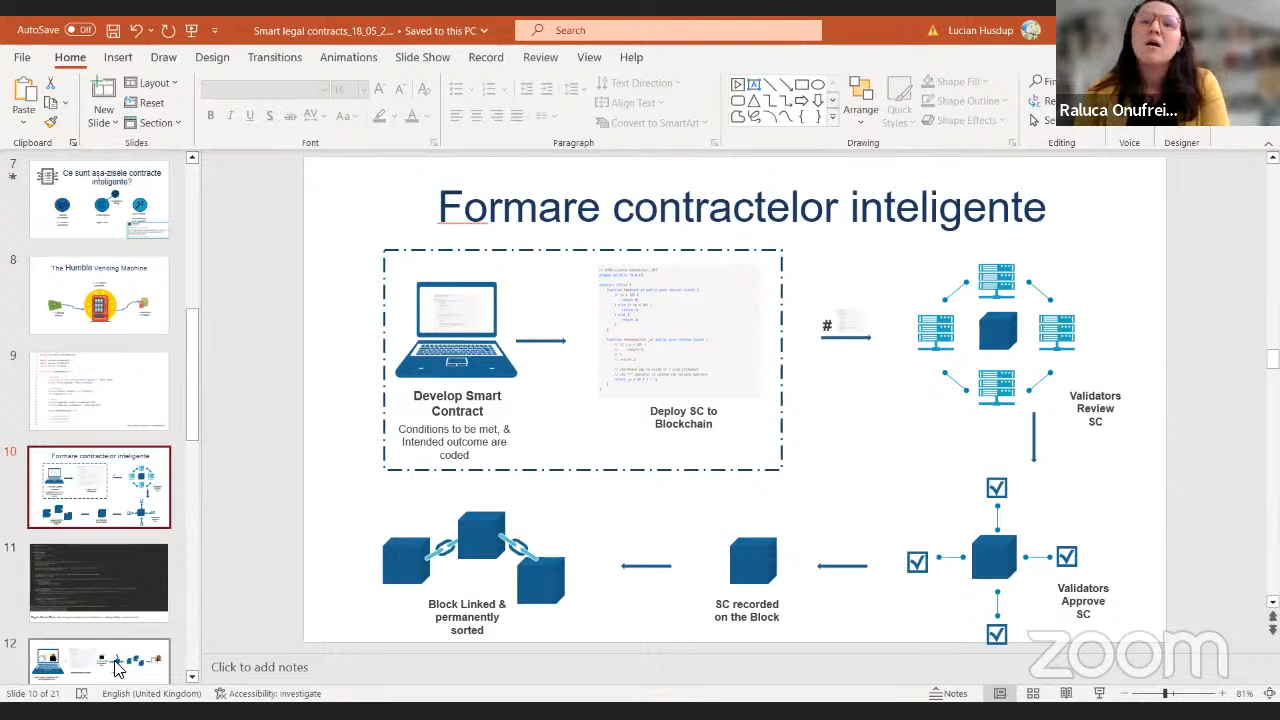 AutoSave
Off
Smart legal contracts_18_05_2... • Saved to this PC
Search
Lucian Husdup
Raluca Onufrei...
File
Home
Insert
Draw
Design
Transitions
Animations
Slide Show
Record
Review
View
Help
Paste
New
Slide
Layout
Reset
Section
16
Text Direction
Align Text
Convert to SmartArt
Arrange
Quick
Styles
Shape Fill
Shape Outline
Shape Effects
Clipboard
Slides
Font
Paragraph
Drawing
Editing
Voice
Designer
7
Ce sunt așa-zisele contracte
inteligente?
8
The Humble Vending Machine
9
10
Formare contractelor inteligente
11
12
Formare contractelor inteligente
Develop Smart
Contract
Conditions to be met, &
Intended outcome are
coded
Deploy SC to
Blockchain
#
Validators
Review
SC
Validators
Approve
SC
SC recorded
on the Block
Block Linked &
permanently
sorted
zoom
Click to add notes
Slide 10 of 21
English (United Kingdom)
Accessibility: Investigate
Notes
81%